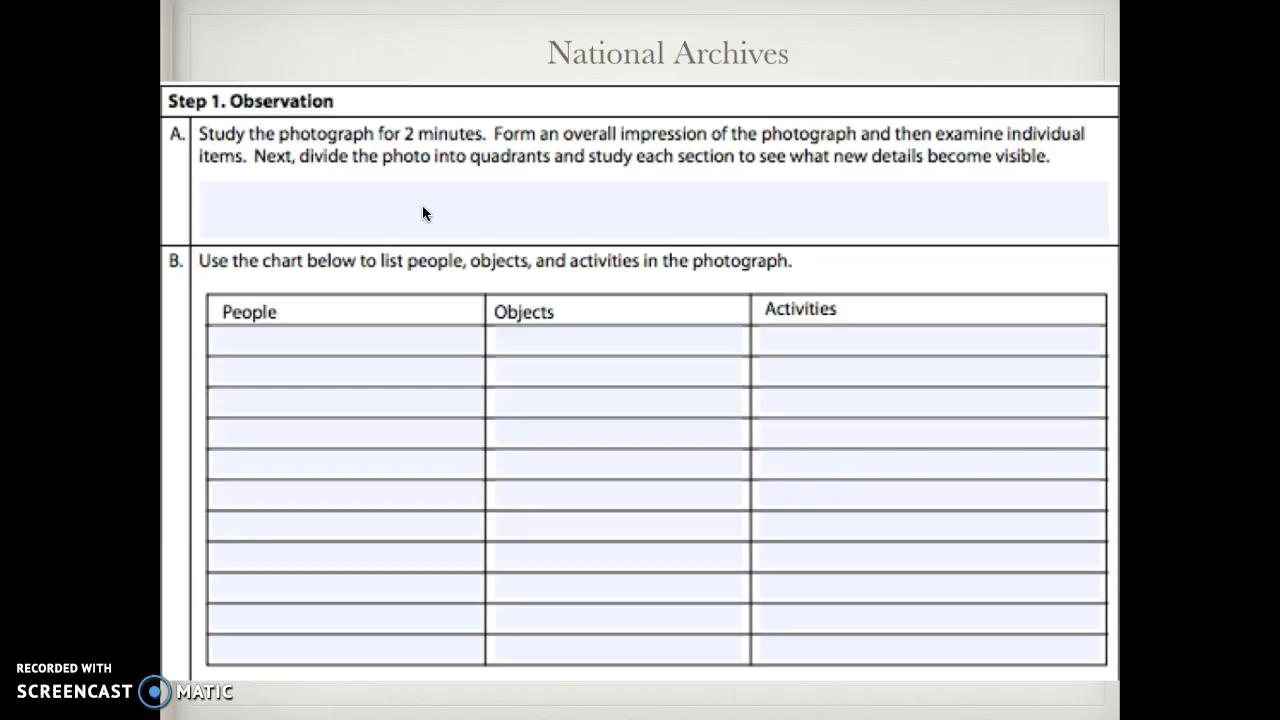 National Archives
Step 1. Observation
A. Study the photograph for 2 minutes. Form an overall impression of the photograph and then examine individual
items. Next, divide the photo into quadrants and study each section to see what new details become visible.
B. Use the chart below to list people, objects, and activities in the photograph.
People Objects Activities
RECORDED WITH
SCREENCAST MATIC